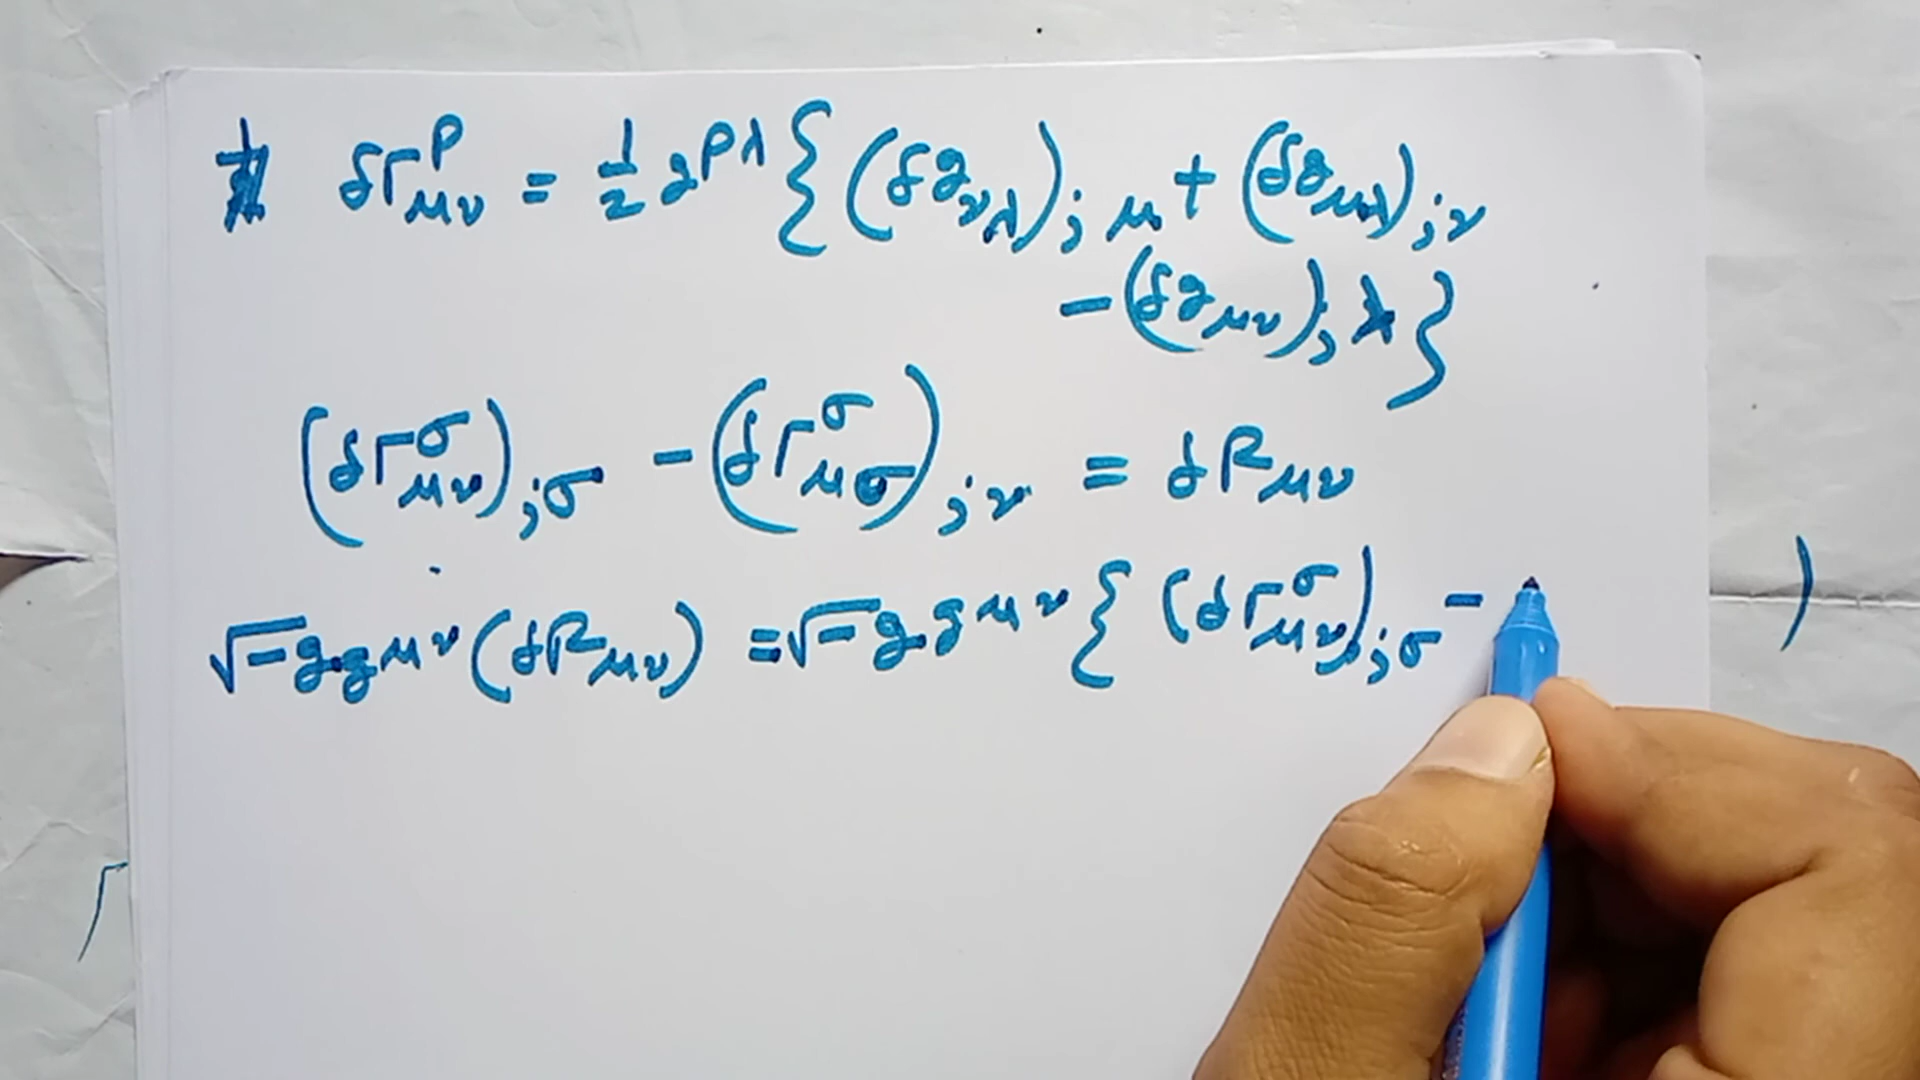 # δΓ^ρ_μν = 1/2 g^ρλ { (δg_νλ);μ + (δg_μλ);ν
- (δg_μν);λ }
(δΓ^σ_μν);σ - (δΓ^σ_μσ);ν = δR_μν
√-g g^μν (δR_μν) = √-g g^μν { (δΓ^σ_μν);σ -